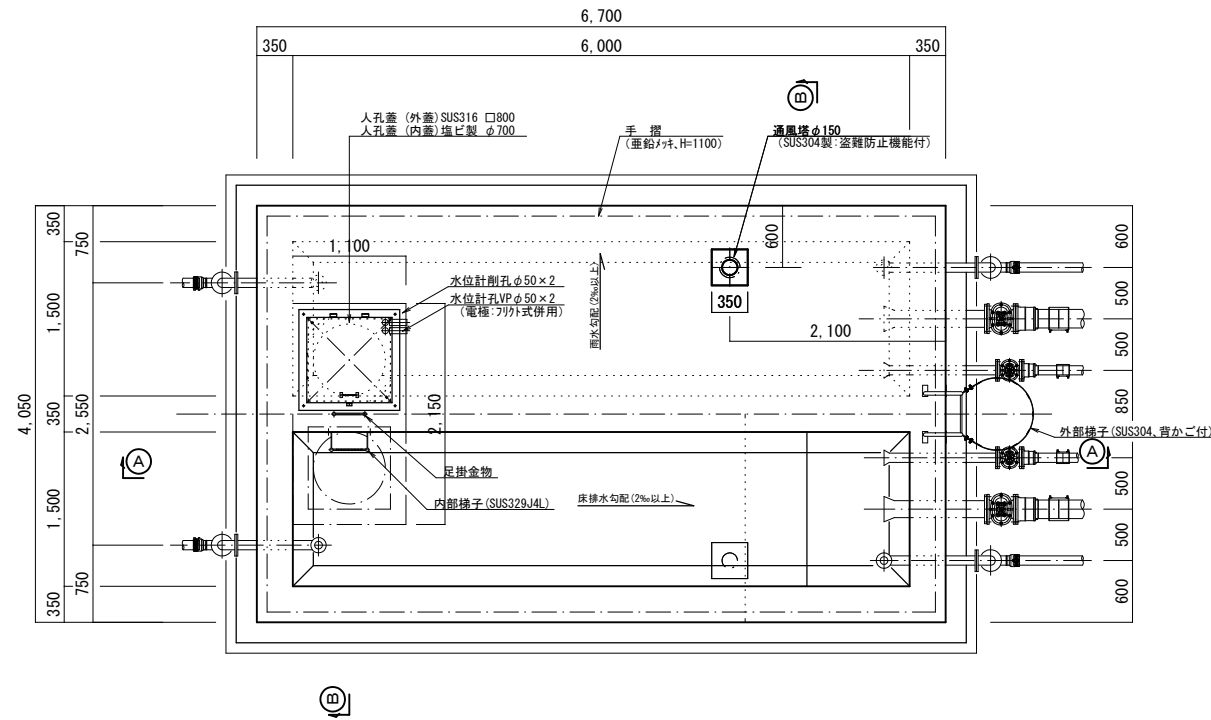 6,700
350
6,000
350
B
人孔蓋 (外蓋)SUS316 □800
人孔蓋 (内蓋)塩ビ製 φ700
手 摺
(亜鉛メッキ、H=1100)
通風塔φ150
(SUS304製:盗難防止機能付)
350
750
600
600
1,100
水位計削孔φ50×2
水位計孔VPφ50×2
(電極:フリクト式併用)
雨水勾配(2‰以上)
350
2,100
500
1,500
500
4,050
350
2,550
2,150
850
外部梯子(SUS304、背かご付)
A
A
足掛金物
内部梯子(SUS329J4L)
床排水勾配(2‰以上)
500
1,500
500
350
750
600
B